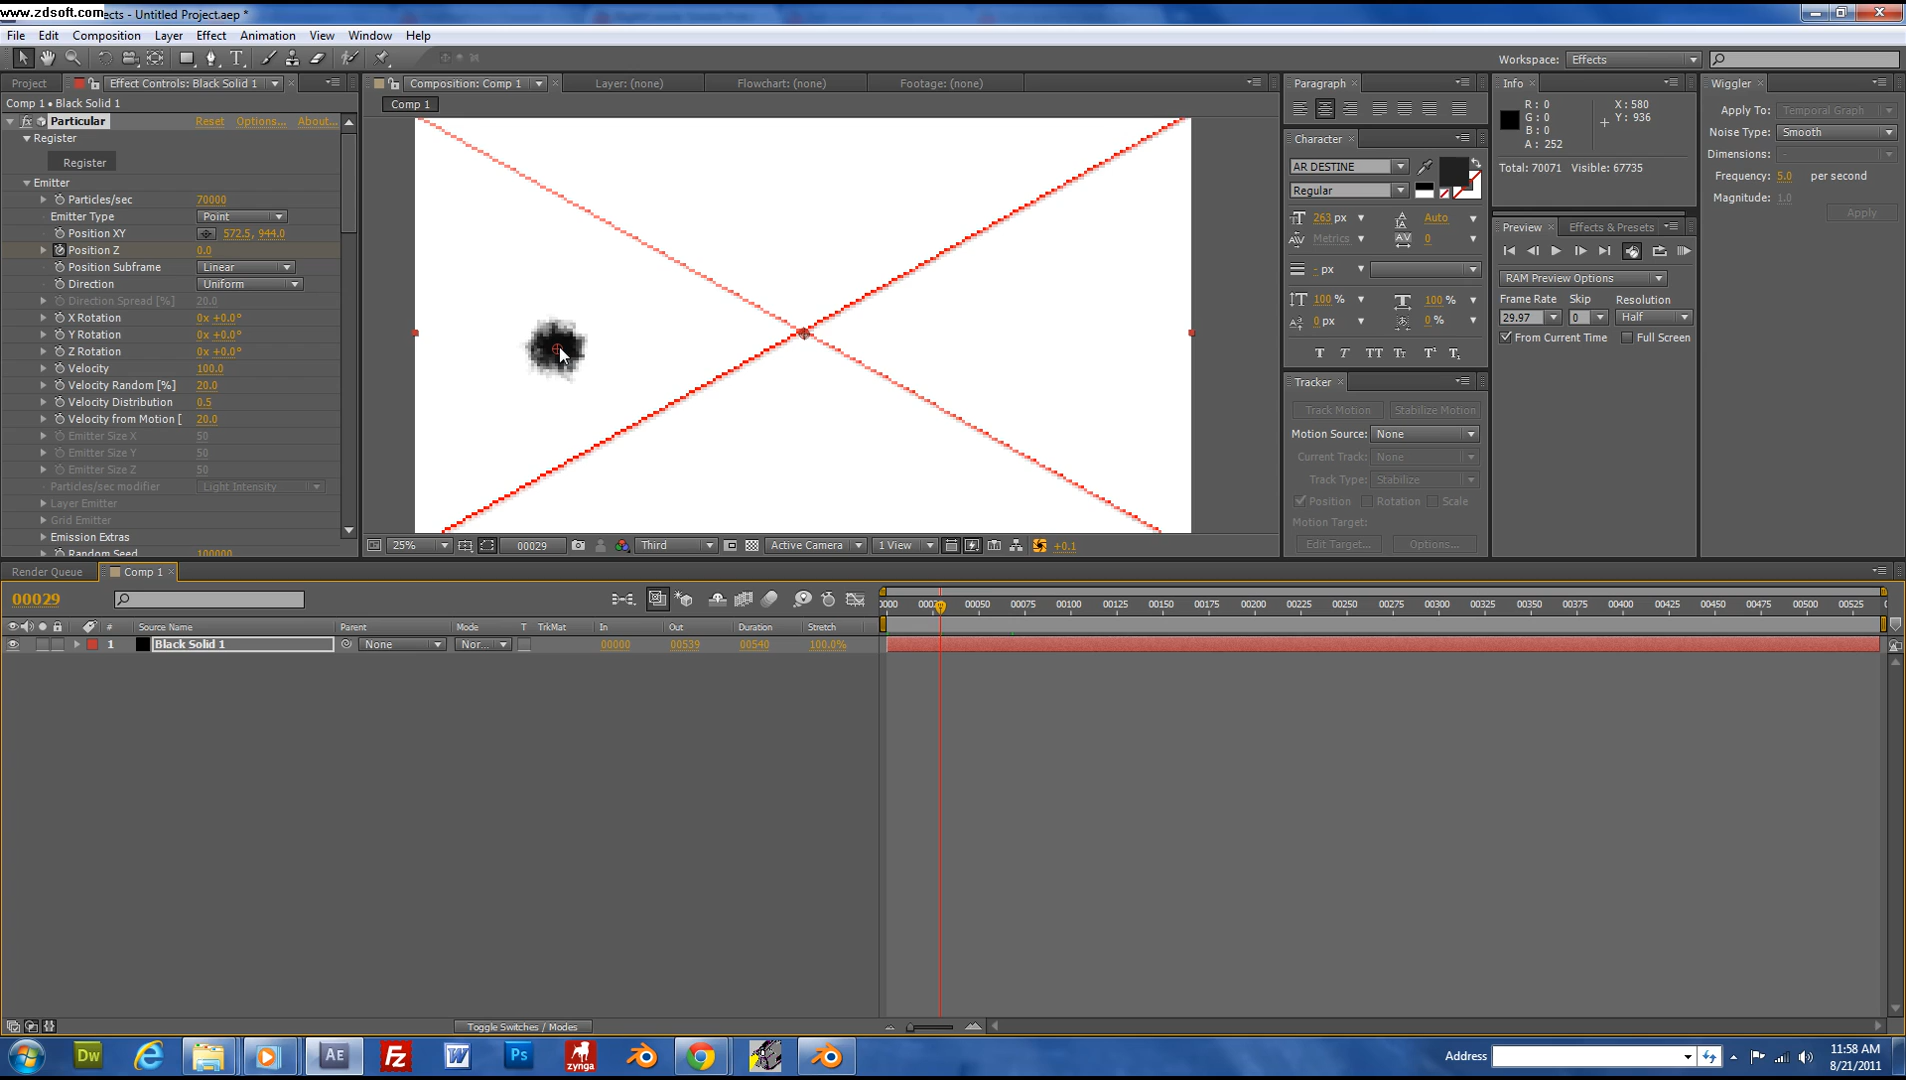 www.zdsoft.com ects - Untitled Project.aep *
File Edit Composition Layer Effect Animation View Window Help
Workspace: Effects
Project Effect Controls: Black Solid 1 Composition: Comp 1 Layer: (none) Flowchart: (none) Footage: (none)
Comp 1 • Black Solid 1
Comp 1
Particular Reset Options... About...
Register
Register
Emitter
Particles/sec 70000
Emitter Type Point
Position XY 572.5, 944.0
Position Z 0.0
Position Subframe Linear
Direction Uniform
Direction Spread [%] 20.0
X Rotation 0x +0.0°
Y Rotation 0x +0.0°
Z Rotation 0x +0.0°
Velocity 100.0
Velocity Random [%] 20.0
Velocity Distribution 0.5
Velocity from Motion [ 20.0
Emitter Size X 50
Emitter Size Y 50
Emitter Size Z 50
Particles/sec modifier Light Intensity
Layer Emitter
Grid Emitter
Emission Extras
Random Seed 100000
25% 00029 Third Active Camera 1 View +0.1
Paragraph
Character
AR DESTINE
Regular
263 px Auto
Metrics 0
- px
100 % 100 %
0 px 0 %
T T TT Tт T¹ T₁
Tracker
Track Motion Stabilize Motion
Motion Source: None
Current Track: None
Track Type: Stabilize
Position Rotation Scale
Motion Target:
Edit Target... Options...
Info
R : 0 X : 580
G : 0 Y : 936
B : 0
A : 252
Total: 70071 Visible: 67735
Preview Effects & Presets
RAM Preview Options
Frame Rate Skip Resolution
29.97 0 Half
From Current Time Full Screen
Wiggler
Apply To: Temporal Graph
Noise Type: Smooth
Dimensions: -
Frequency: 5.0 per second
Magnitude: 1.0
Apply
Render Queue Comp 1
00029
0000 00050 00075 00100 00125 00150 00175 00200 00225 00250 00275 00300 00325 00350 00375 00400 00425 00450 00475 00500 00525
# Source Name Parent Mode T TrkMat In Out Duration Stretch
1 Black Solid 1 None Nor... 00000 00539 00540 100.0%
Toggle Switches / Modes
Dw AE Fz W Ps zynga
Address
11:58 AM
8/21/2011